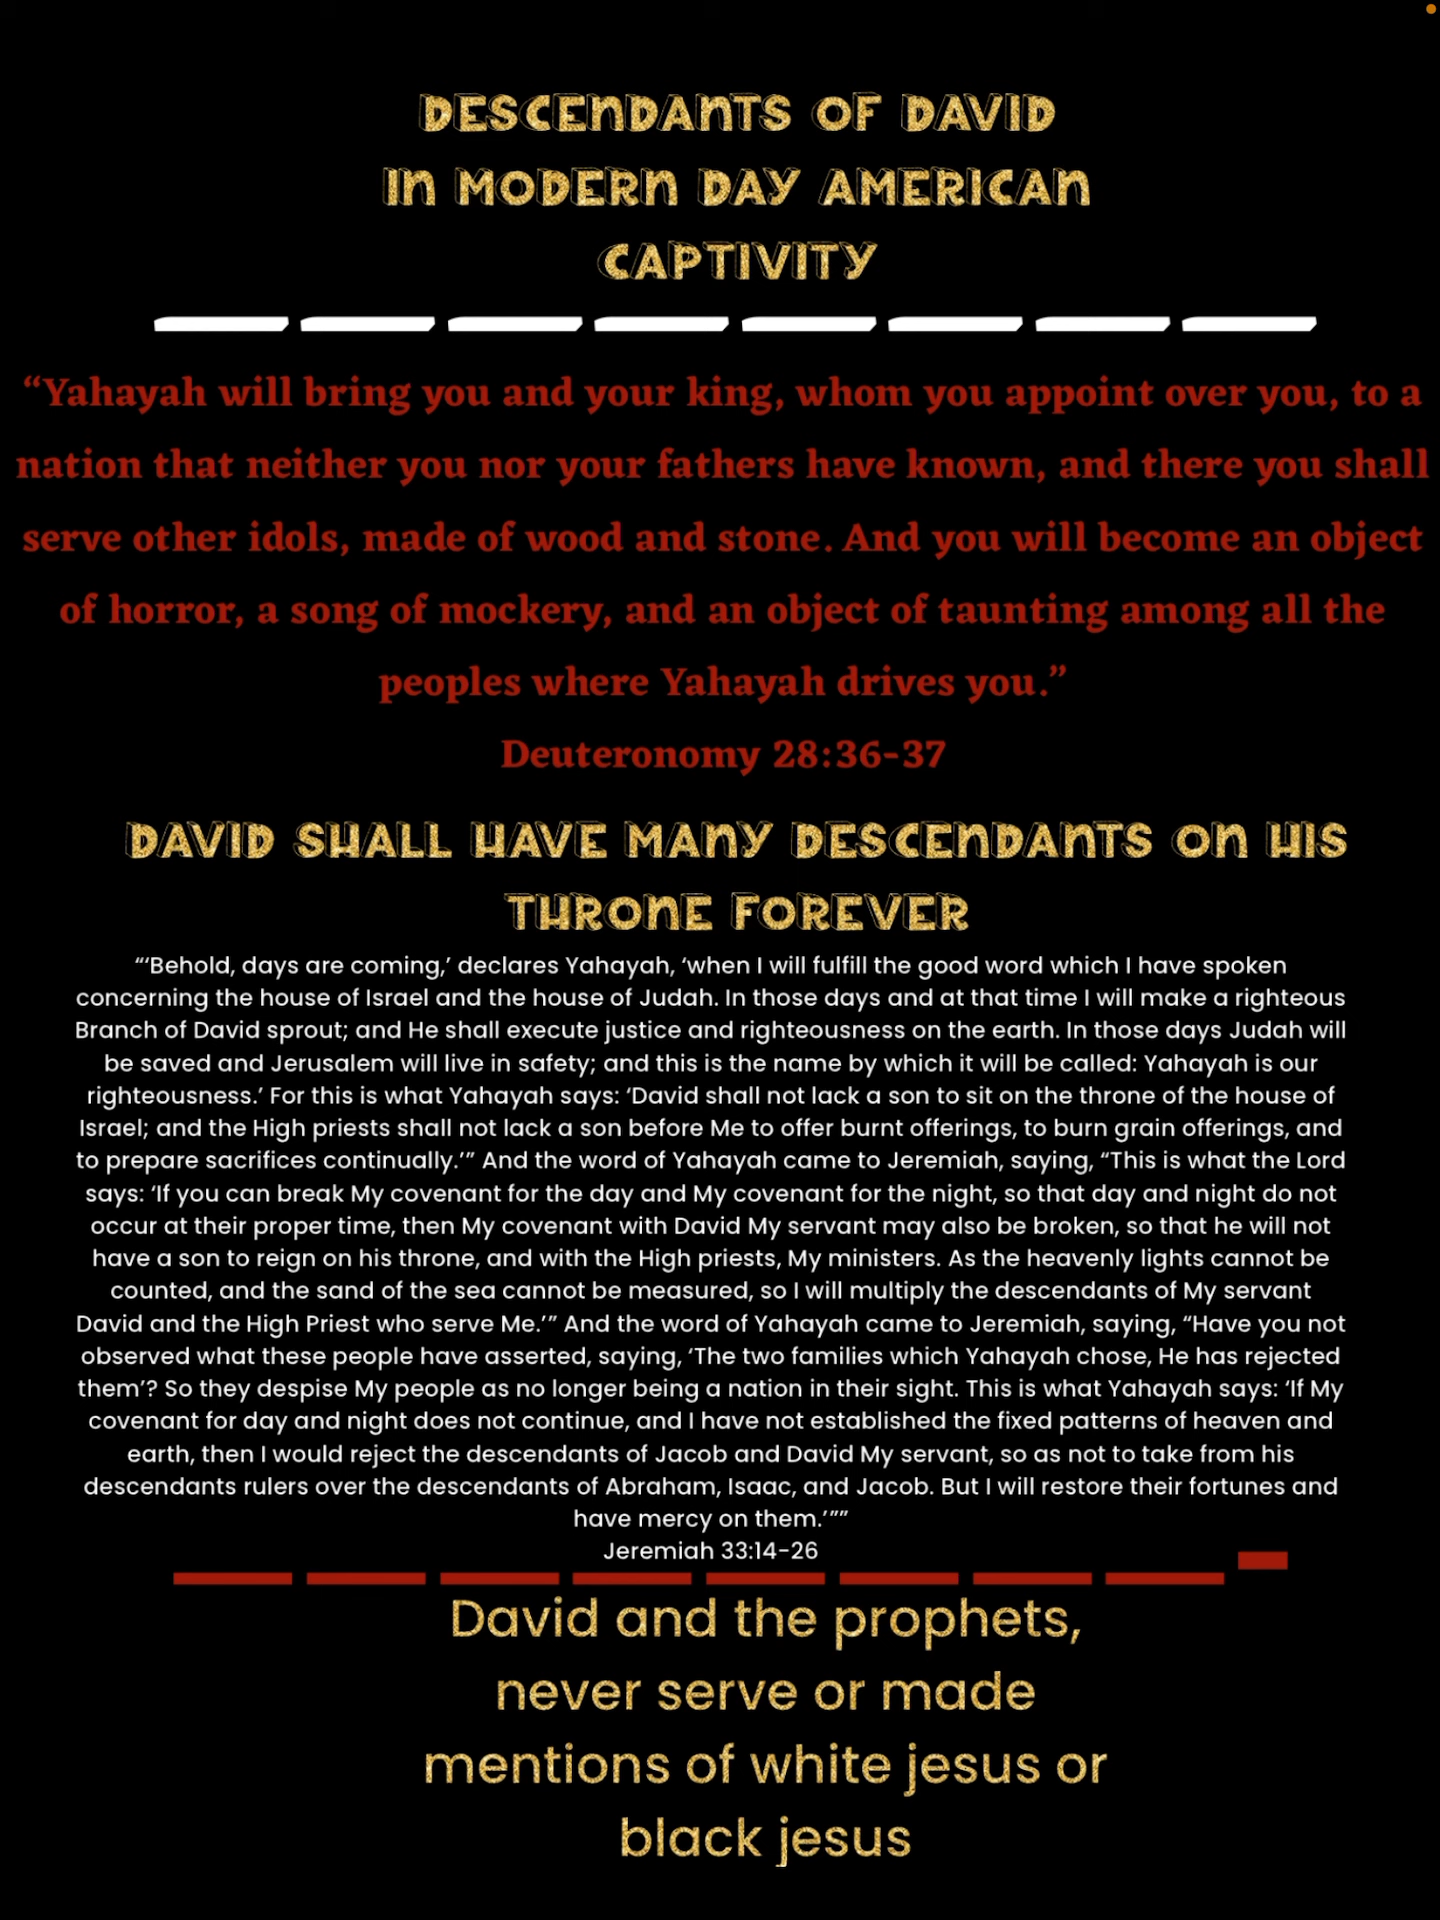 DESCENDANTS OF DAVID
IN MODERN DAY AMERICAN
CAPTIVITY
“Yahayah will bring you and your king, whom you appoint over you, to a
nation that neither you nor your fathers have known, and there you shall
serve other idols, made of wood and stone. And you will become an object
of horror, a song of mockery, and an object of taunting among all the
peoples where Yahayah drives you.”
Deuteronomy 28:36-37
DAVID SHALL HAVE MANY DESCENDANTS ON HIS
THRONE FOREVER
“‘Behold, days are coming,’ declares Yahayah, ‘when I will fulfill the good word which I have spoken
concerning the house of Israel and the house of Judah. In those days and at that time I will make a righteous
Branch of David sprout; and He shall execute justice and righteousness on the earth. In those days Judah will
be saved and Jerusalem will live in safety; and this is the name by which it will be called: Yahayah is our
righteousness.’ For this is what Yahayah says: ‘David shall not lack a son to sit on the throne of the house of
Israel; and the High priests shall not lack a son before Me to offer burnt offerings, to burn grain offerings, and
to prepare sacrifices continually.’” And the word of Yahayah came to Jeremiah, saying, “This is what the Lord
says: ‘If you can break My covenant for the day and My covenant for the night, so that day and night do not
occur at their proper time, then My covenant with David My servant may also be broken, so that he will not
have a son to reign on his throne, and with the High priests, My ministers. As the heavenly lights cannot be
counted, and the sand of the sea cannot be measured, so I will multiply the descendants of My servant
David and the High Priest who serve Me.’” And the word of Yahayah came to Jeremiah, saying, “Have you not
observed what these people have asserted, saying, ‘The two families which Yahayah chose, He has rejected
them’? So they despise My people as no longer being a nation in their sight. This is what Yahayah says: ‘If My
covenant for day and night does not continue, and I have not established the fixed patterns of heaven and
earth, then I would reject the descendants of Jacob and David My servant, so as not to take from his
descendants rulers over the descendants of Abraham, Isaac, and Jacob. But I will restore their fortunes and
have mercy on them.’””
Jeremiah 33:14-26
David and the prophets,
never serve or made
mentions of white jesus or
black jesus